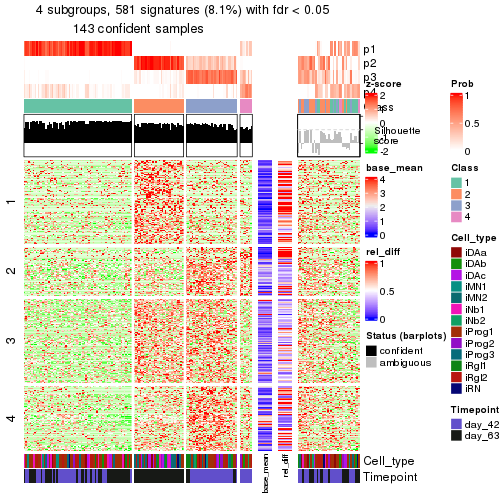 4 subgroups, 581 signatures (8.1%) with fdr < 0.05
143 confident samples
p1
p2
p3
p4
Class
Silhouette
score
z-score
2
1
0
-1
-2
base_mean
4
3
2
1
0
rel_diff
1
0.5
0
Status (barplots)
confident
ambiguous
Prob
1
0.5
0
Class
1
2
3
4
Cell_type
iDAa
iDAb
iDAc
iMN1
iMN2
iNb1
iNb2
iProg1
iProg2
iProg3
iRgl1
iRgl2
iRN
Timepoint
day_42
day_63
1
2
3
4
Cell_type
Timepoint
base_mean
rel_diff